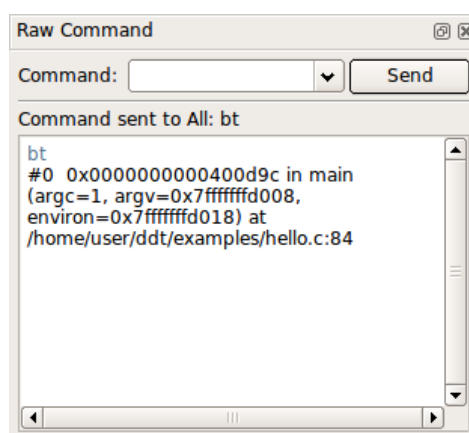 Raw Command
Command:
Send
Command sent to All: bt
bt
#0  0x0000000000400d9c in main
(argc=1, argv=0x7fffffffd008,
environ=0x7fffffffd018) at
/home/user/ddt/examples/hello.c:84